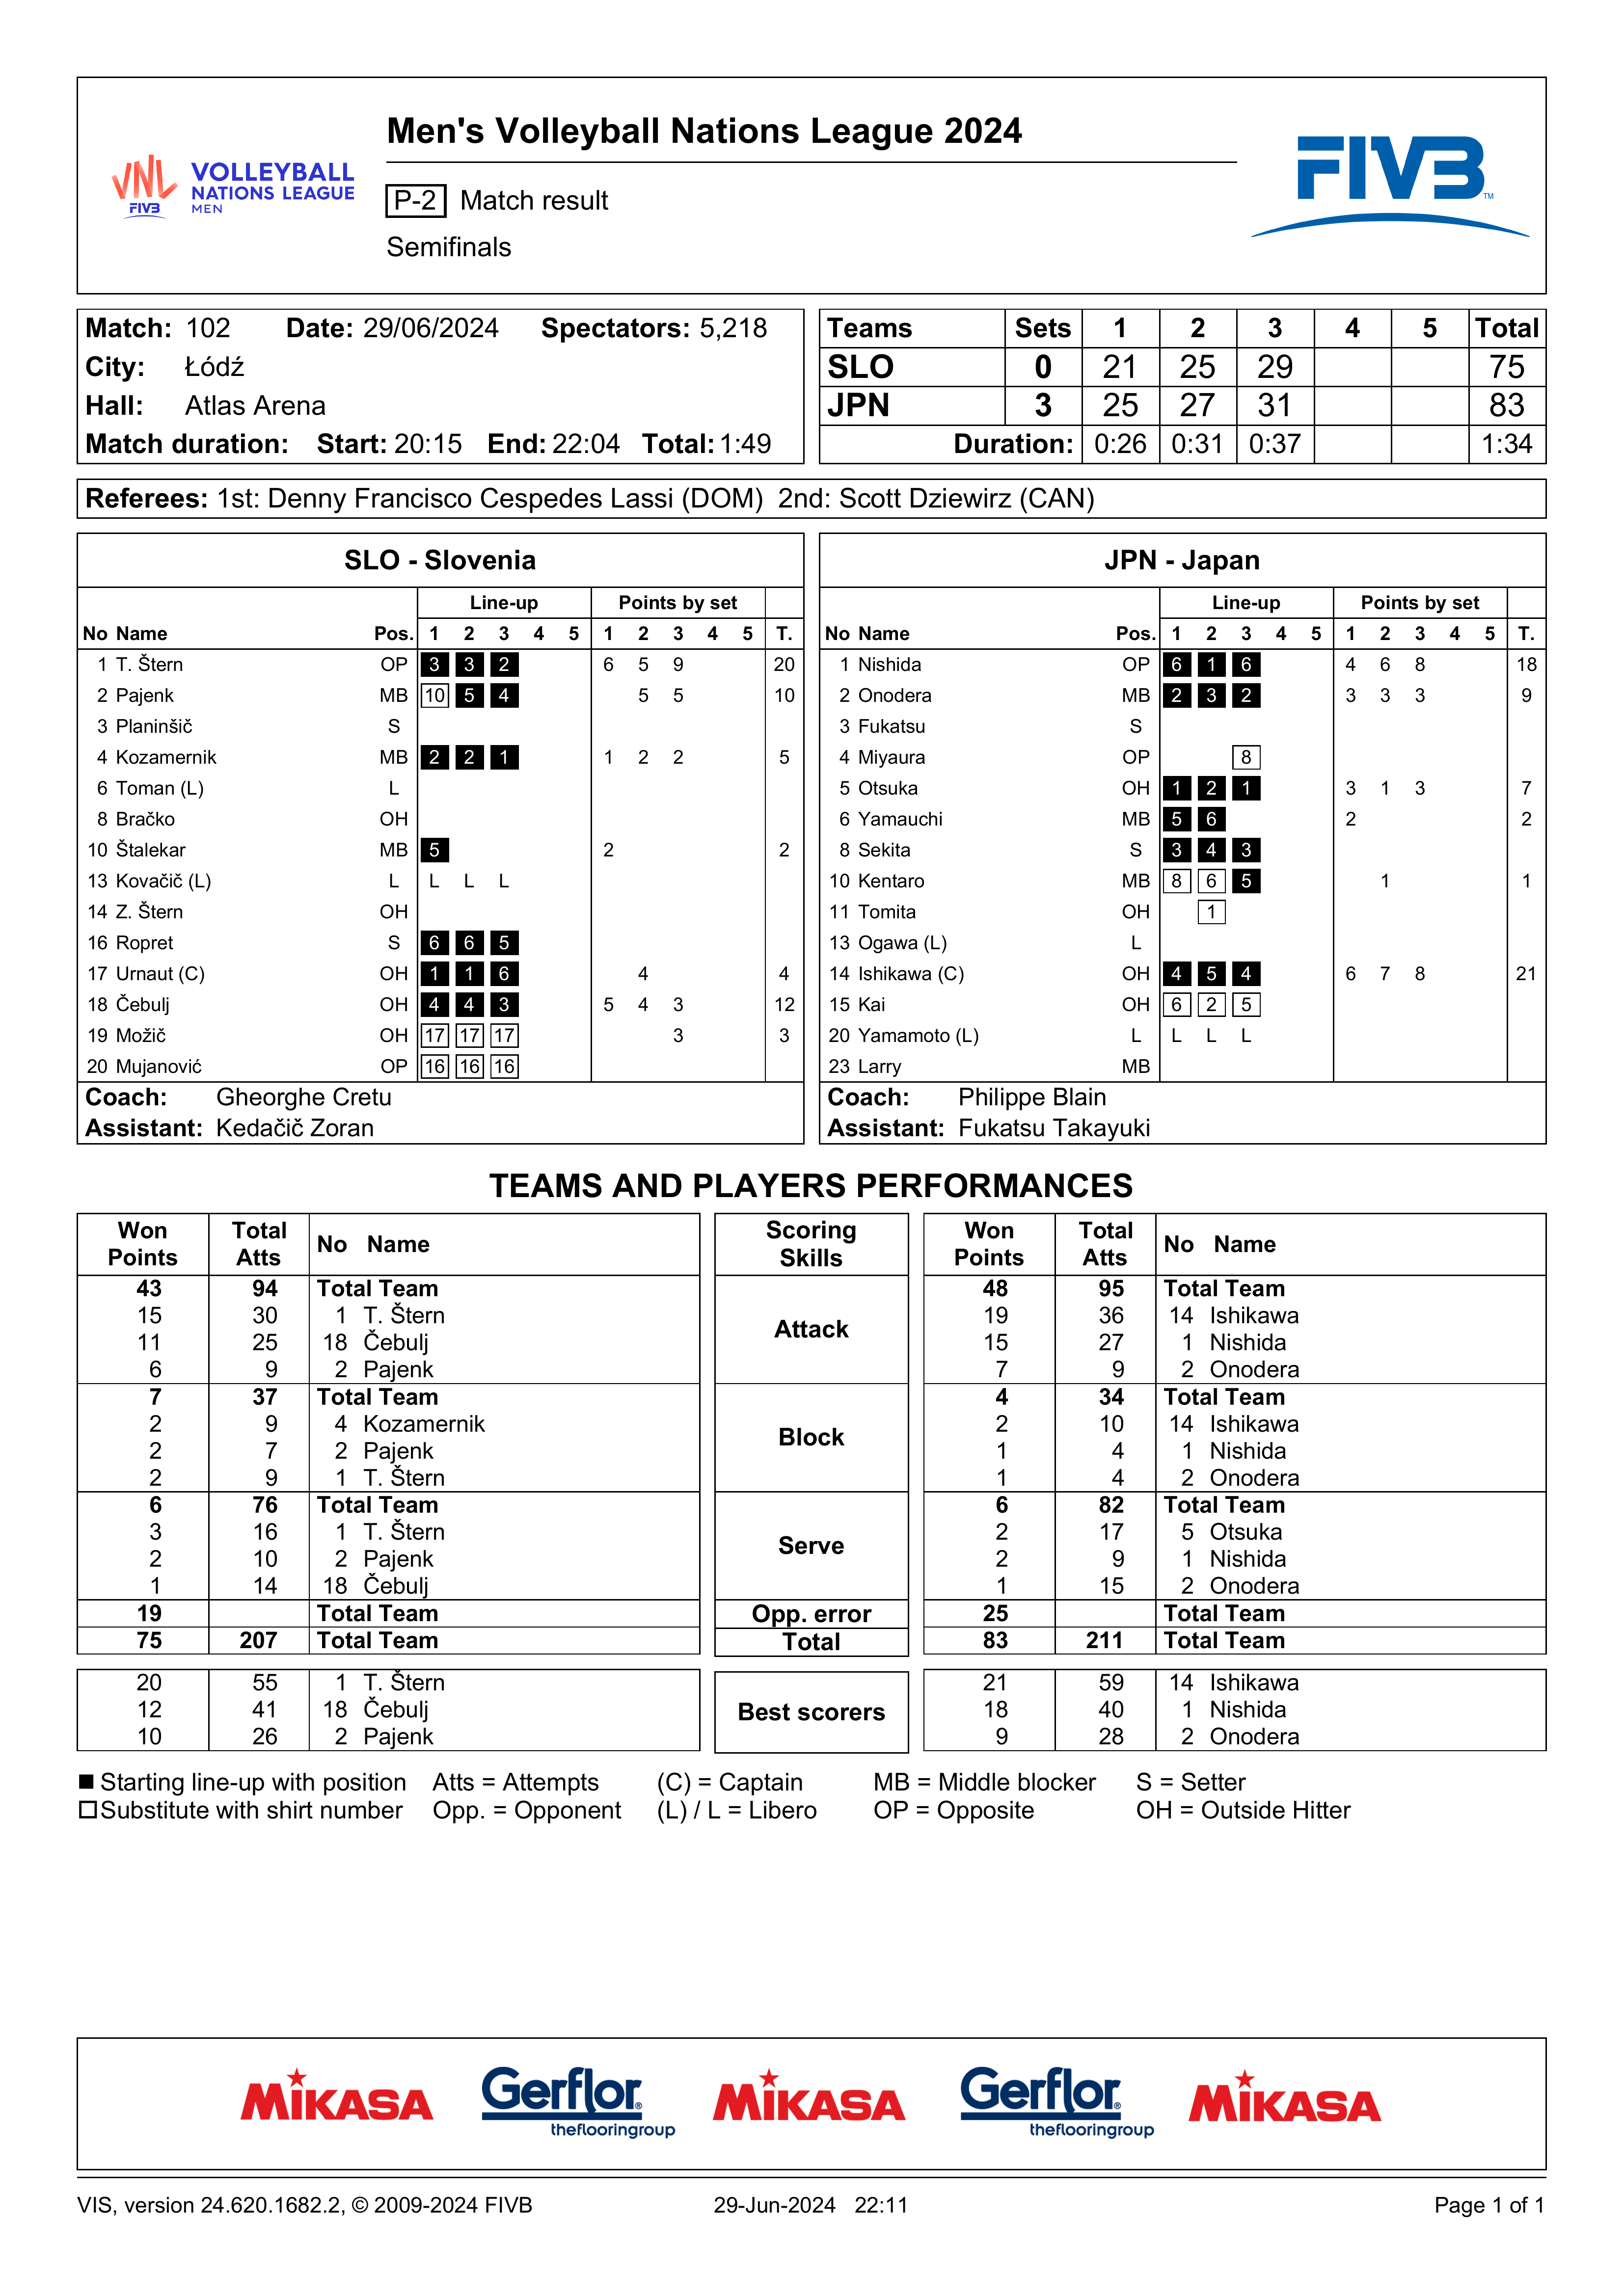 Men's Volleyball Nations League 2024
VNL FIVB VOLLEYBALL NATIONS LEAGUE MEN
P-2 Match result
Semifinals
FIVB TM
Match: 102 Date: 29/06/2024 Spectators: 5,218
City: Łódź
Hall: Atlas Arena
Match duration: Start: 20:15 End: 22:04 Total: 1:49
Teams Sets 1 2 3 4 5 Total
SLO 0 21 25 29 75
JPN 3 25 27 31 83
Duration: 0:26 0:31 0:37 1:34
Referees: 1st: Denny Francisco Cespedes Lassi (DOM) 2nd: Scott Dziewirz (CAN)
SLO - Slovenia
Line-up Points by set
No Name Pos. 1 2 3 4 5 1 2 3 4 5 T.
1 T. Štern OP 3 3 2 6 5 9 20
2 Pajenk MB 10 5 4 5 5 10
3 Planinšič S
4 Kozamernik MB 2 2 1 1 2 2 5
6 Toman (L) L
8 Bračko OH
10 Štalekar MB 5 2 2
13 Kovačič (L) L L L L
14 Z. Štern OH
16 Ropret S 6 6 5
17 Urnaut (C) OH 1 1 6 4 4
18 Čebulj OH 4 4 3 5 4 3 12
19 Možič OH 17 17 17 3 3
20 Mujanović OP 16 16 16
Coach: Gheorghe Cretu
Assistant: Kedačič Zoran
JPN - Japan
Line-up Points by set
No Name Pos. 1 2 3 4 5 1 2 3 4 5 T.
1 Nishida OP 6 1 6 4 6 8 18
2 Onodera MB 2 3 2 3 3 3 9
3 Fukatsu S
4 Miyaura OP 8
5 Otsuka OH 1 2 1 3 1 3 7
6 Yamauchi MB 5 6 2 2
8 Sekita S 3 4 3
10 Kentaro MB 8 6 5 1 1
11 Tomita OH 1
13 Ogawa (L) L
14 Ishikawa (C) OH 4 5 4 6 7 8 21
15 Kai OH 6 2 5
20 Yamamoto (L) L L L L
23 Larry MB
Coach: Philippe Blain
Assistant: Fukatsu Takayuki
TEAMS AND PLAYERS PERFORMANCES
Won Points Total Atts No Name Scoring Skills Won Points Total Atts No Name
43 94 Total Team Attack 48 95 Total Team
15 30 1 T. Štern 19 36 14 Ishikawa
11 25 18 Čebulj 15 27 1 Nishida
6 9 2 Pajenk 7 9 2 Onodera
7 37 Total Team Block 4 34 Total Team
2 9 4 Kozamernik 2 10 14 Ishikawa
2 7 2 Pajenk 1 4 1 Nishida
2 9 1 T. Štern 1 4 2 Onodera
6 76 Total Team Serve 6 82 Total Team
3 16 1 T. Štern 2 17 5 Otsuka
2 10 2 Pajenk 2 9 1 Nishida
1 14 18 Čebulj 1 15 2 Onodera
19 Total Team Opp. error 25 Total Team
75 207 Total Team Total 83 211 Total Team
20 55 1 T. Štern Best scorers 21 59 14 Ishikawa
12 41 18 Čebulj 18 40 1 Nishida
10 26 2 Pajenk 9 28 2 Onodera
Starting line-up with position Atts = Attempts (C) = Captain MB = Middle blocker S = Setter
Substitute with shirt number Opp. = Opponent (L) / L = Libero OP = Opposite OH = Outside Hitter
MIKASA Gerflor® theflooringgroup MIKASA Gerflor® theflooringgroup MIKASA
VIS, version 24.620.1682.2, © 2009-2024 FIVB 29-Jun-2024 22:11 Page 1 of 1